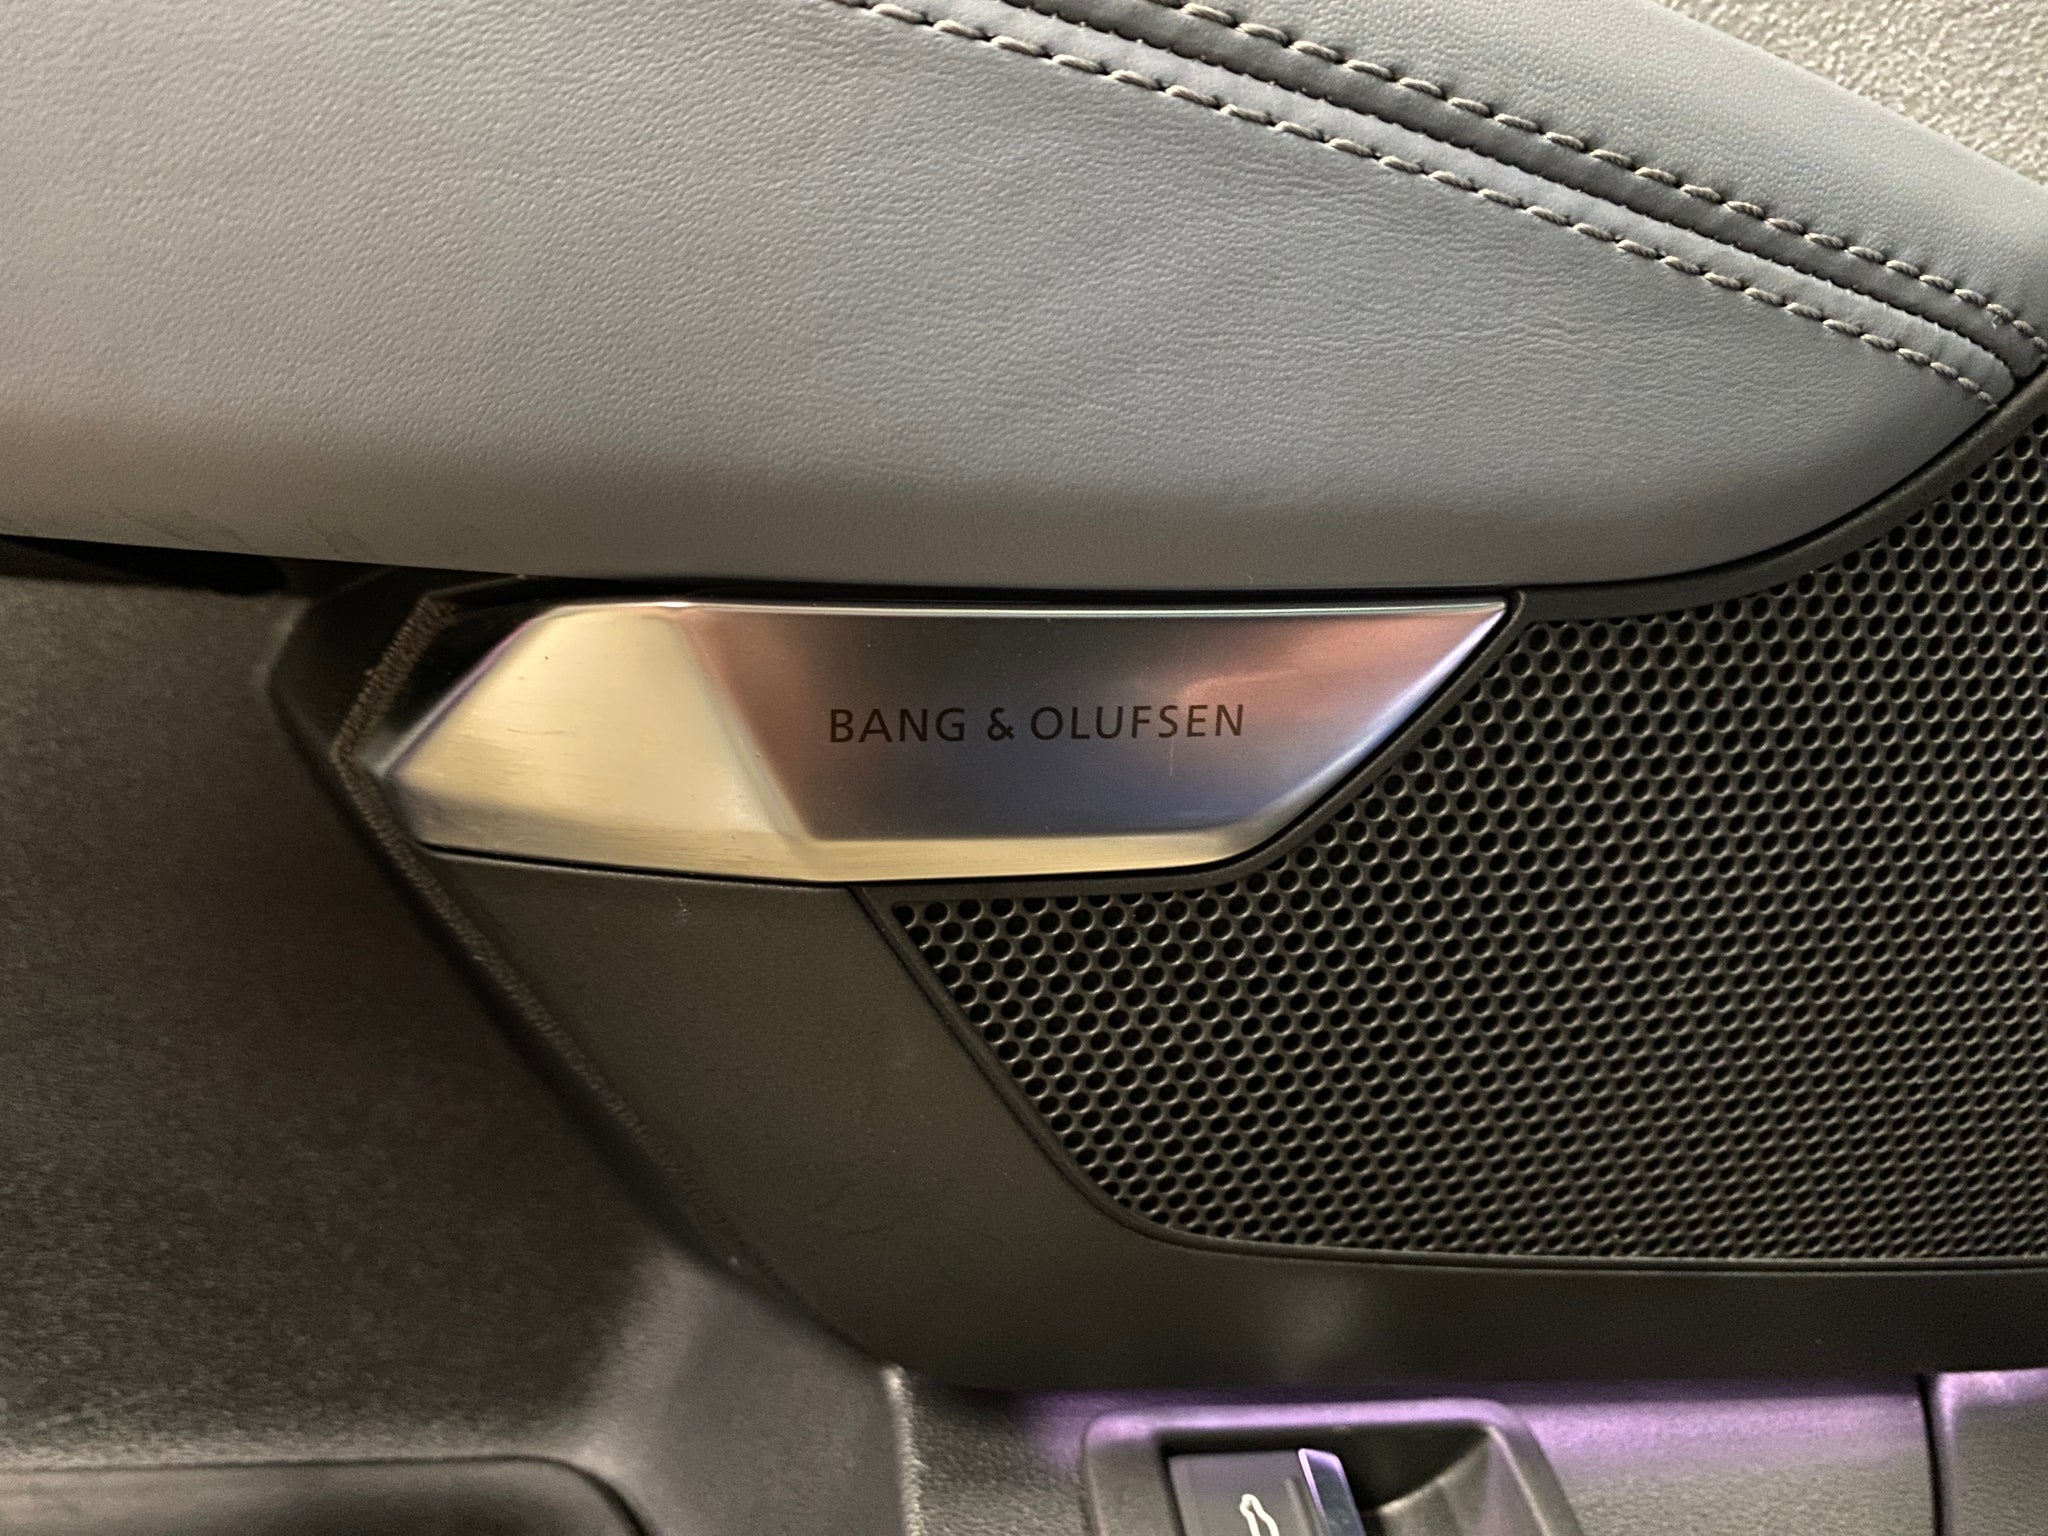 BANG & OLUFSEN